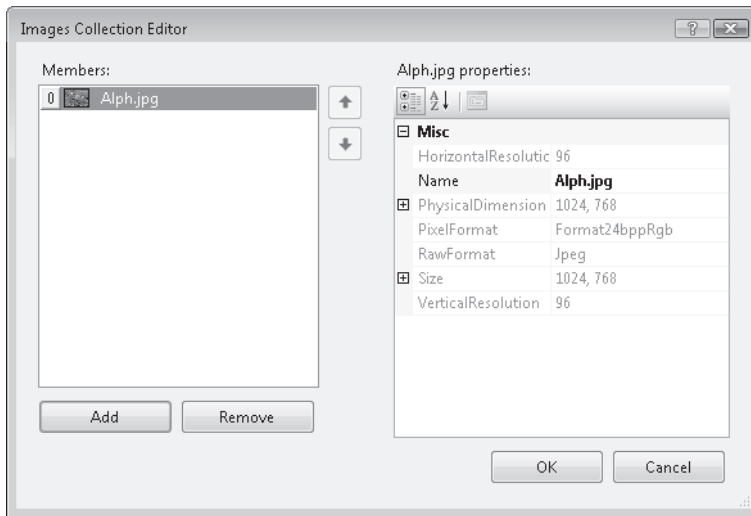 Images Collection Editor
Members:
0 Alph.jpg
Add
Remove
Alph.jpg properties:
Misc
HorizontalResolutic 96
Name Alph.jpg
PhysicalDimension 1024, 768
PixelFormat Format24bppRgb
RawFormat Jpeg
Size 1024, 768
VerticalResolution 96
OK
Cancel